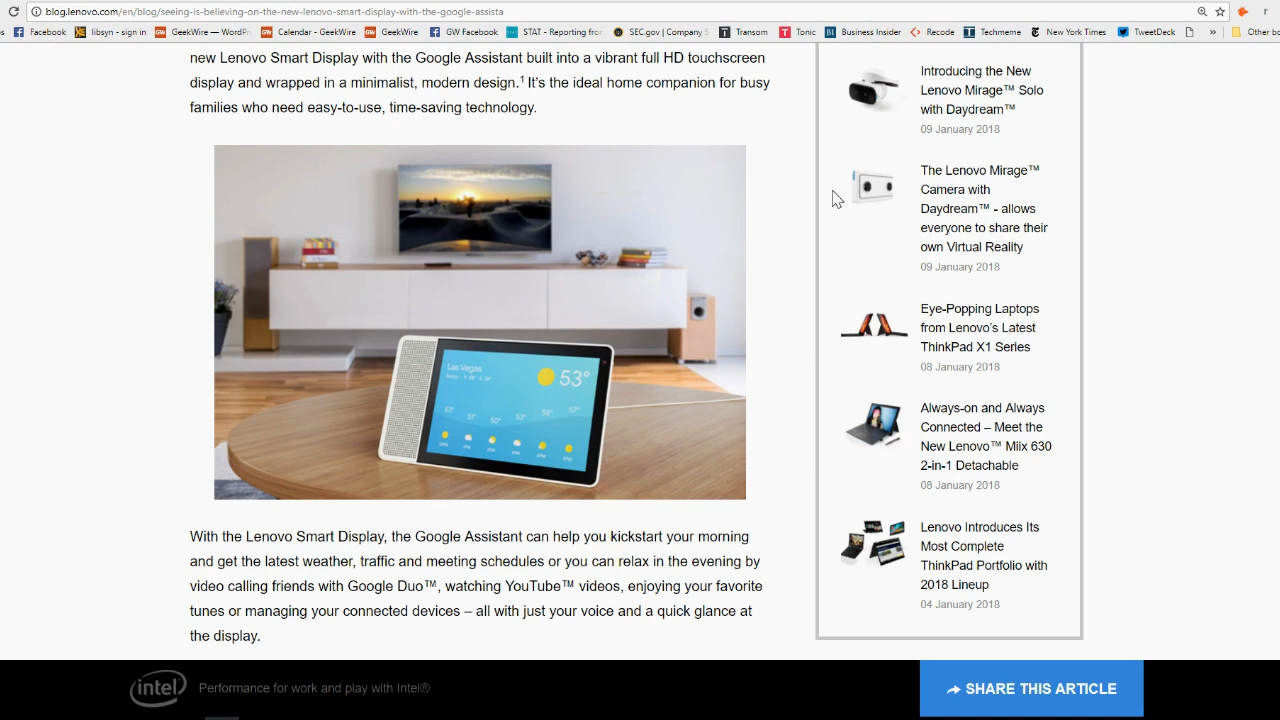 blog.lenovo.com/en/blog/seeing-is-believing-on-the-new-lenovo-smart-display-with-the-google-assista
Facebook libsyn - sign in GeekWire — WordPr Calendar - GeekWire GeekWire GW Facebook STAT - Reporting from SEC.gov | Company S Transom Tonic Business Insider Recode Techmeme New York Times TweetDeck » Other bo
new Lenovo Smart Display with the Google Assistant built into a vibrant full HD touchscreen
display and wrapped in a minimalist, modern design.¹ It’s the ideal home companion for busy
families who need easy-to-use, time-saving technology.
Las Vegas
53°
53° 51° 50° 53° 55° 57°
With the Lenovo Smart Display, the Google Assistant can help you kickstart your morning
and get the latest weather, traffic and meeting schedules or you can relax in the evening by
video calling friends with Google Duo™, watching YouTube™ videos, enjoying your favorite
tunes or managing your connected devices – all with just your voice and a quick glance at
the display.
Introducing the New
Lenovo Mirage™ Solo
with Daydream™
09 January 2018
The Lenovo Mirage™
Camera with
Daydream™ - allows
everyone to share their
own Virtual Reality
09 January 2018
Eye-Popping Laptops
from Lenovo’s Latest
ThinkPad X1 Series
08 January 2018
Always-on and Always
Connected – Meet the
New Lenovo™ Miix 630
2-in-1 Detachable
08 January 2018
Lenovo Introduces Its
Most Complete
ThinkPad Portfolio with
2018 Lineup
04 January 2018
intel Performance for work and play with Intel®
SHARE THIS ARTICLE